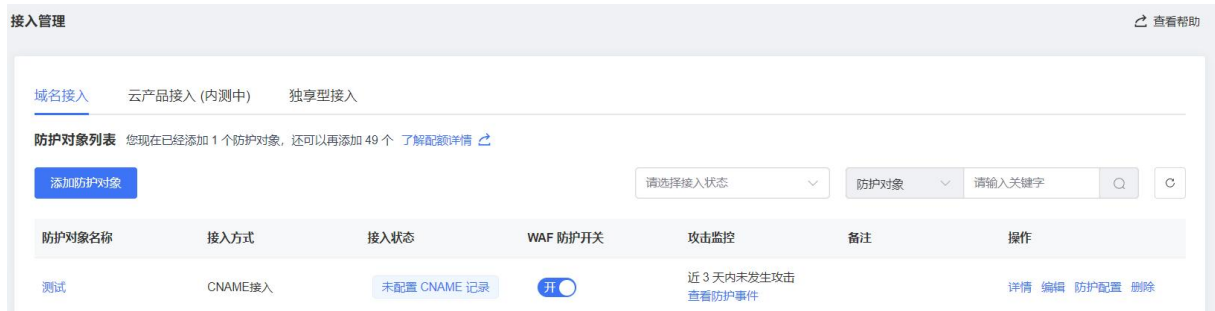 接入管理 查看帮助
域名接入 云产品接入 (内测中) 独享型接入
防护对象列表 您现在已经添加 1 个防护对象, 还可以再添加 49 个 了解配额详情
添加防护对象 请选择接入状态 防护对象 请输入关键字
防护对象名称 接入方式 接入状态 WAF 防护开关 攻击监控 备注 操作
测试 CNAME接入 未配置 CNAME 记录 开 近 3 天内未发生攻击 详情 编辑 防护配置 删除
查看防护事件